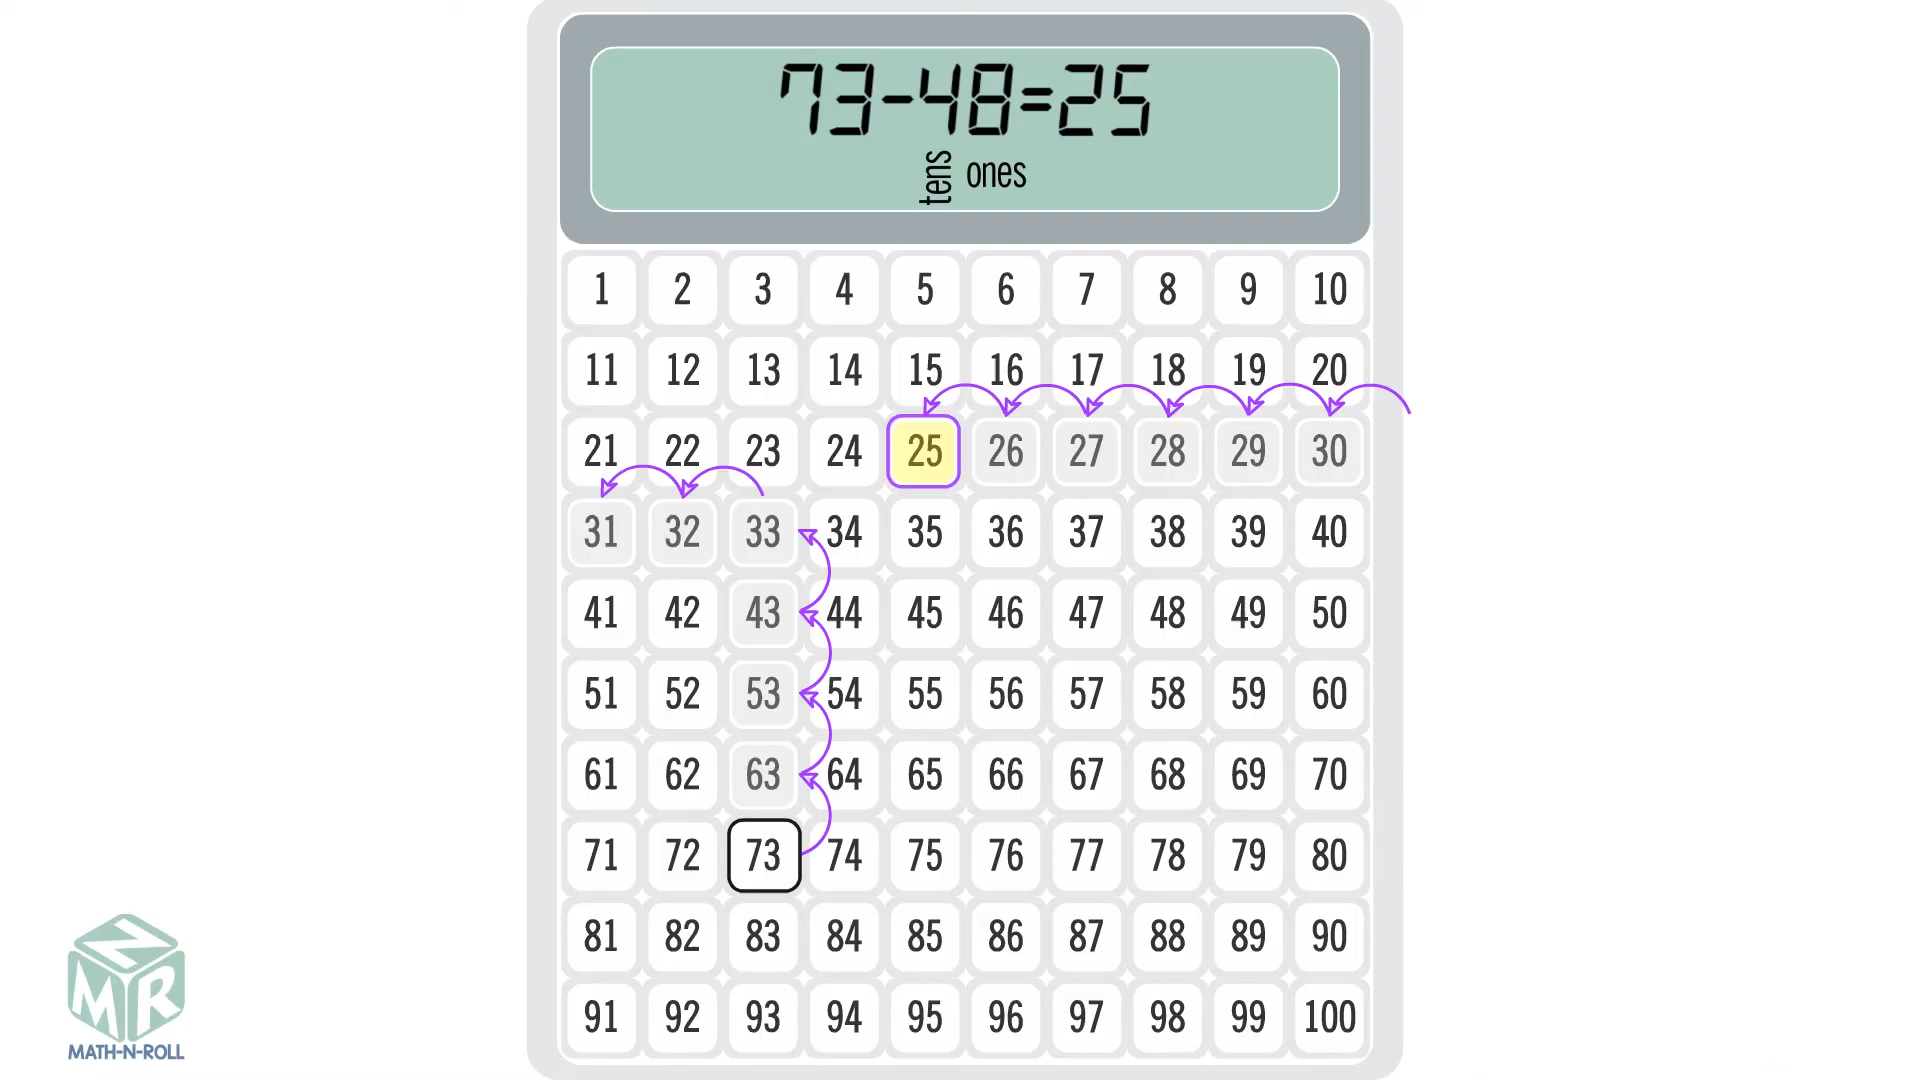 73-48=25
tens ones
1 2 3 4 5 6 7 8 9 10
11 12 13 14 15 16 17 18 19 20
21 22 23 24 25 26 27 28 29 30
31 32 33 34 35 36 37 38 39 40
41 42 43 44 45 46 47 48 49 50
51 52 53 54 55 56 57 58 59 60
61 62 63 64 65 66 67 68 69 70
71 72 73 74 75 76 77 78 79 80
81 82 83 84 85 86 87 88 89 90
91 92 93 94 95 96 97 98 99 100
MNR
MATH-N-ROLL